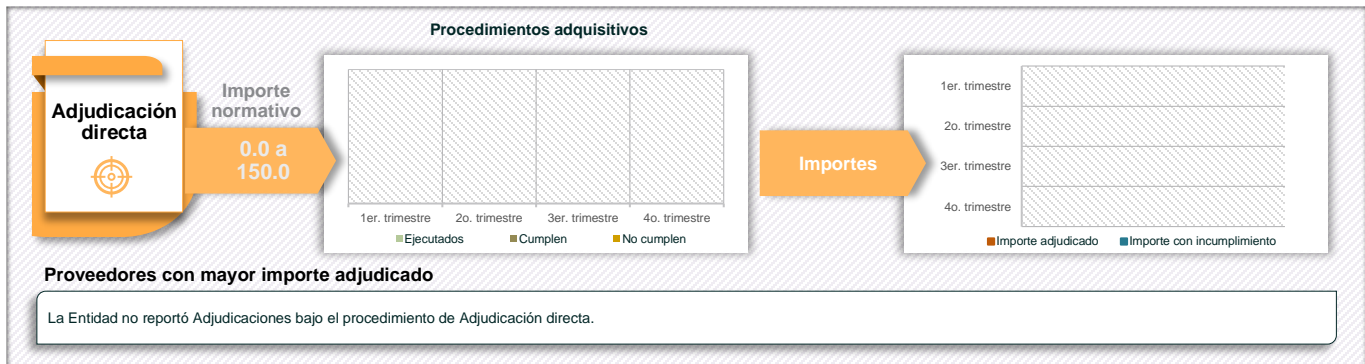 Procedimientos adquisitivos
Adjudicación
directa
Importe
normativo
0.0 a
150.0
1er. trimestre
2o. trimestre
3er. trimestre
4o. trimestre
Ejecutados
Cumplen
No cumplen
Importes
1er. trimestre
2o. trimestre
3er. trimestre
4o. trimestre
Importe adjudicado
Importe con incumplimiento
Proveedores con mayor importe adjudicado
La Entidad no reportó Adjudicaciones bajo el procedimiento de Adjudicación directa.